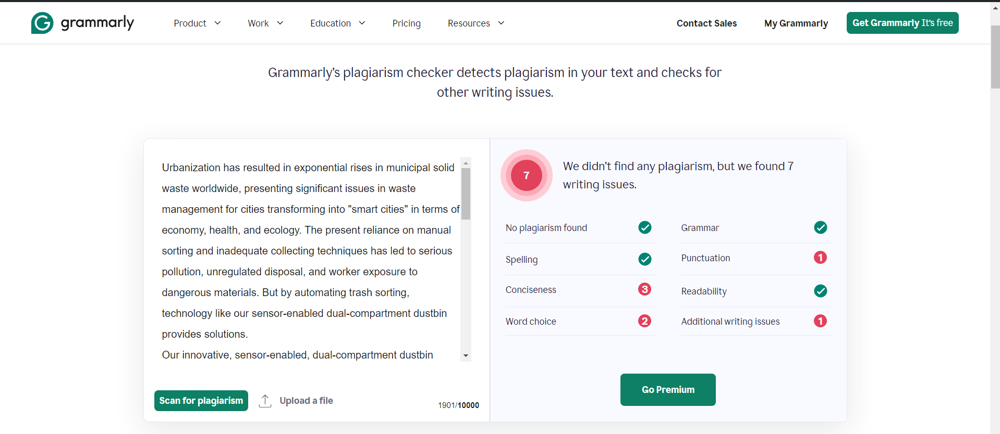 grammarly
Product
Work
Education
Pricing
Resources
Contact Sales
My Grammarly
Get Grammarly It's free
Grammarly's plagiarism checker detects plagiarism in your text and checks for
other writing issues.
Urbanization has resulted in exponential rises in municipal solid
waste worldwide, presenting significant issues in waste
management for cities transforming into "smart cities" in terms of
economy, health, and ecology. The present reliance on manual
sorting and inadequate collecting techniques has led to serious
pollution, unregulated disposal, and worker exposure to
dangerous materials. But by automating trash sorting,
technology like our sensor-enabled dual-compartment dustbin
provides solutions.
Our innovative, sensor-enabled, dual-compartment dustbin
Scan for plagiarism
Upload a file
1901/10000
7
We didn't find any plagiarism, but we found 7
writing issues.
No plagiarism found
Grammar
Spelling
Punctuation 1
Conciseness 3
Readability
Word choice 2
Additional writing issues 1
Go Premium